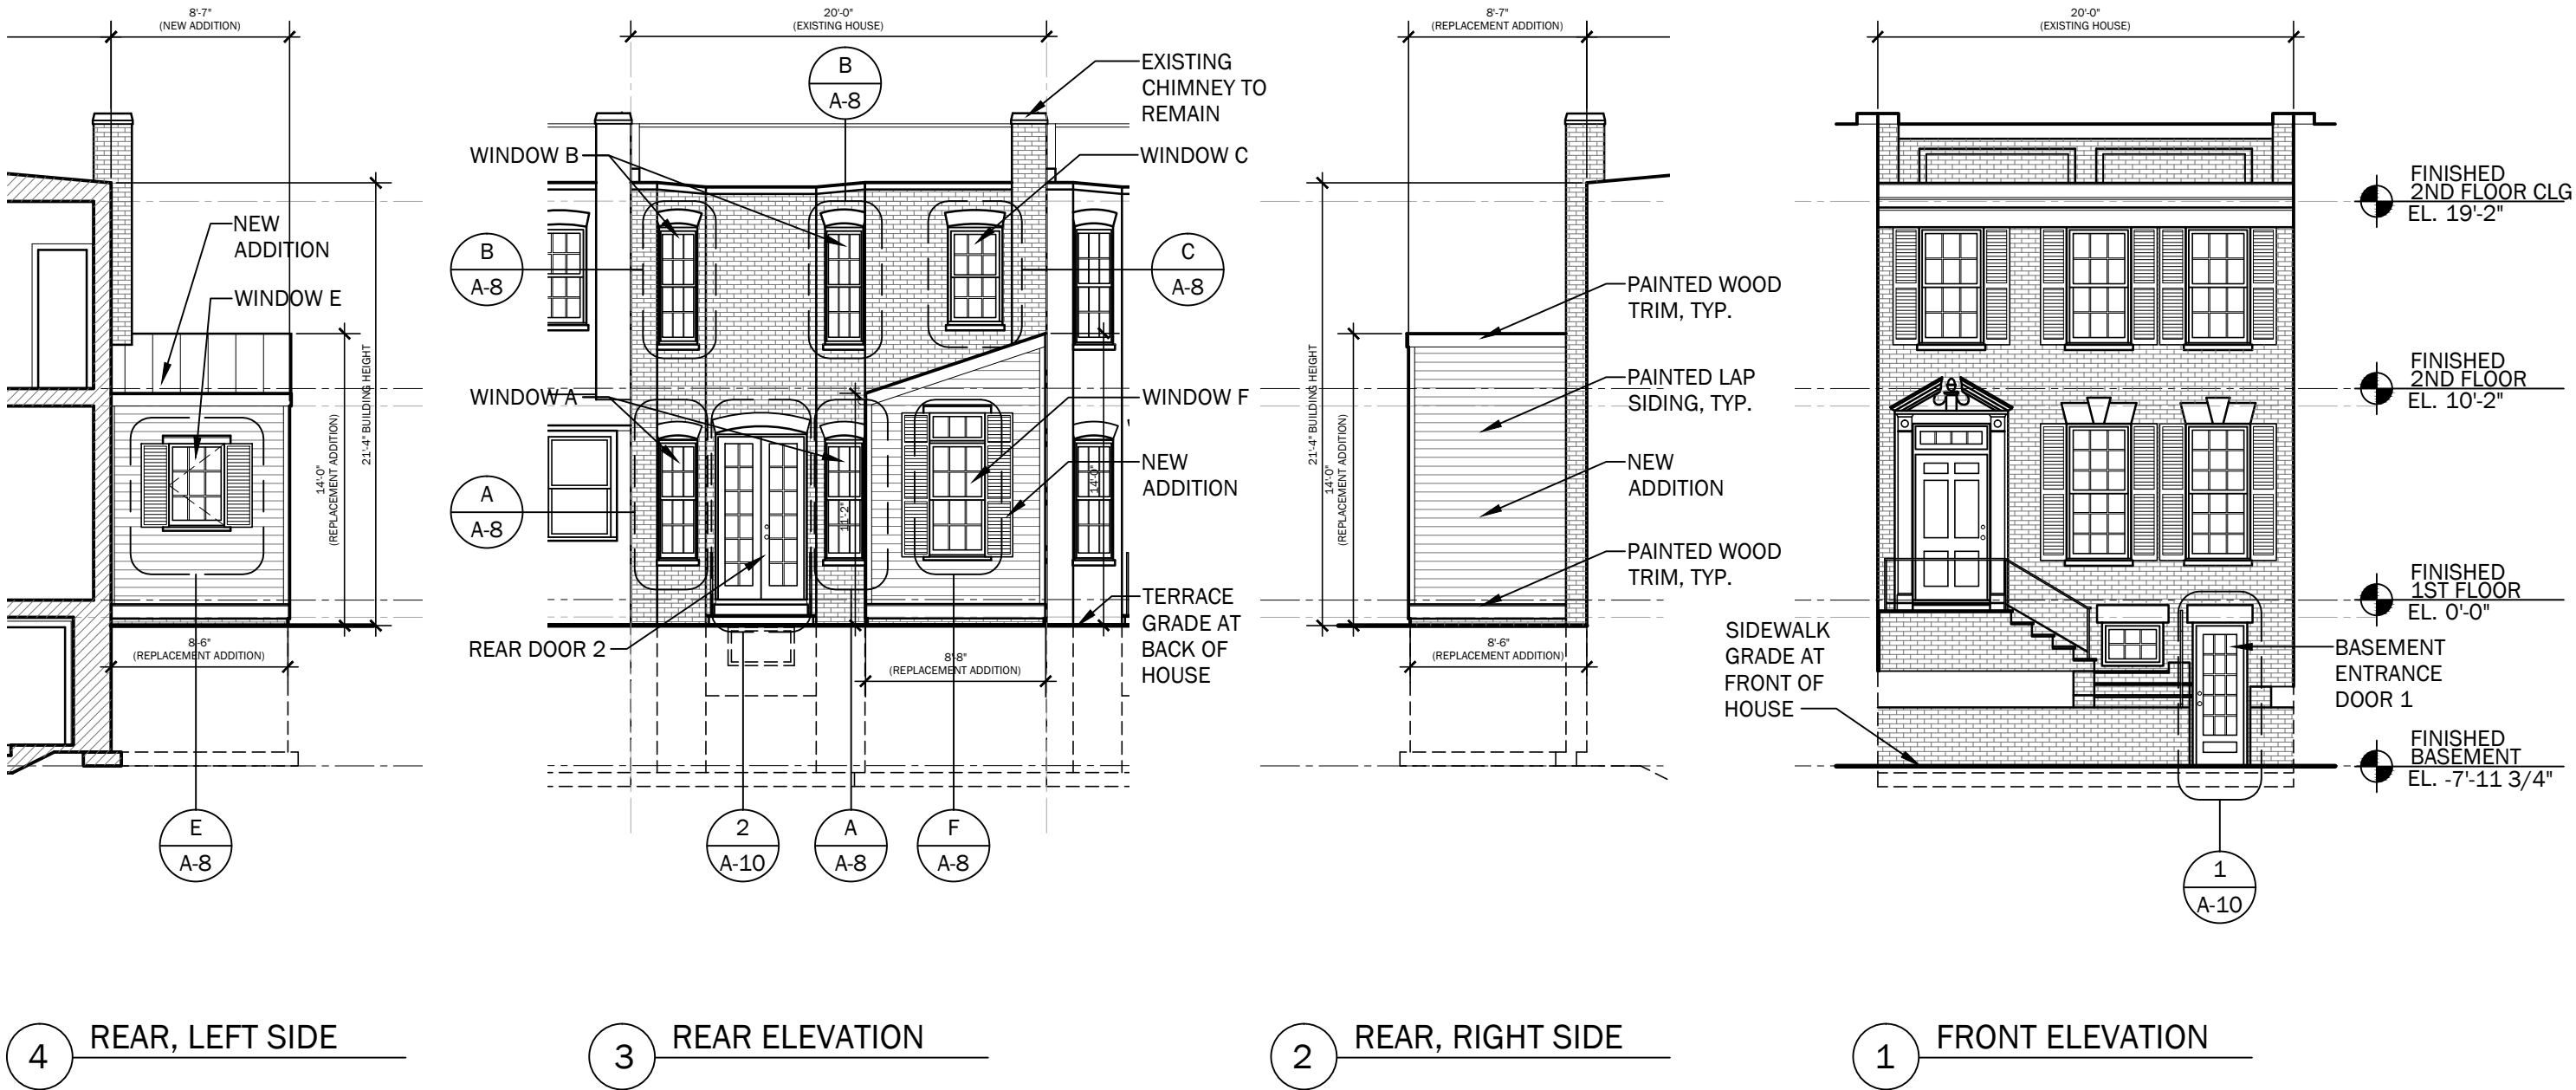 8'-7"
(NEW ADDITION)
NEW
ADDITION
WINDOW E
14'-0"
(REPLACEMENT ADDITION)
21'-4" BUILDING HEIGHT
8'-6"
(REPLACEMENT ADDITION)
E
A-8
4
REAR, LEFT SIDE
20'-0"
(EXISTING HOUSE)
B
A-8
EXISTING
CHIMNEY TO
REMAIN
WINDOW B
WINDOW C
B
A-8
C
A-8
WINDOW A
WINDOW F
A
A-8
11'-2"
14'-0"
NEW
ADDITION
REAR DOOR 2
TERRACE
GRADE AT
BACK OF
HOUSE
8'-8"
(REPLACEMENT ADDITION)
2
A-10
A
A-8
F
A-8
3
REAR ELEVATION
8'-7"
(REPLACEMENT ADDITION)
21'-4" BUILDING HEIGHT
14'-0"
(REPLACEMENT ADDITION)
PAINTED WOOD
TRIM, TYP.
PAINTED LAP
SIDING, TYP.
NEW
ADDITION
PAINTED WOOD
TRIM, TYP.
8'-6"
(REPLACEMENT ADDITION)
2
REAR, RIGHT SIDE
20'-0"
(EXISTING HOUSE)
FINISHED
2ND FLOOR CLG
EL. 19'-2"
FINISHED
2ND FLOOR
EL. 10'-2"
FINISHED
1ST FLOOR
EL. 0'-0"
SIDEWALK
GRADE AT
FRONT OF
HOUSE
BASEMENT
ENTRANCE
DOOR 1
FINISHED
BASEMENT
EL. -7'-11 3/4"
1
A-10
1
FRONT ELEVATION